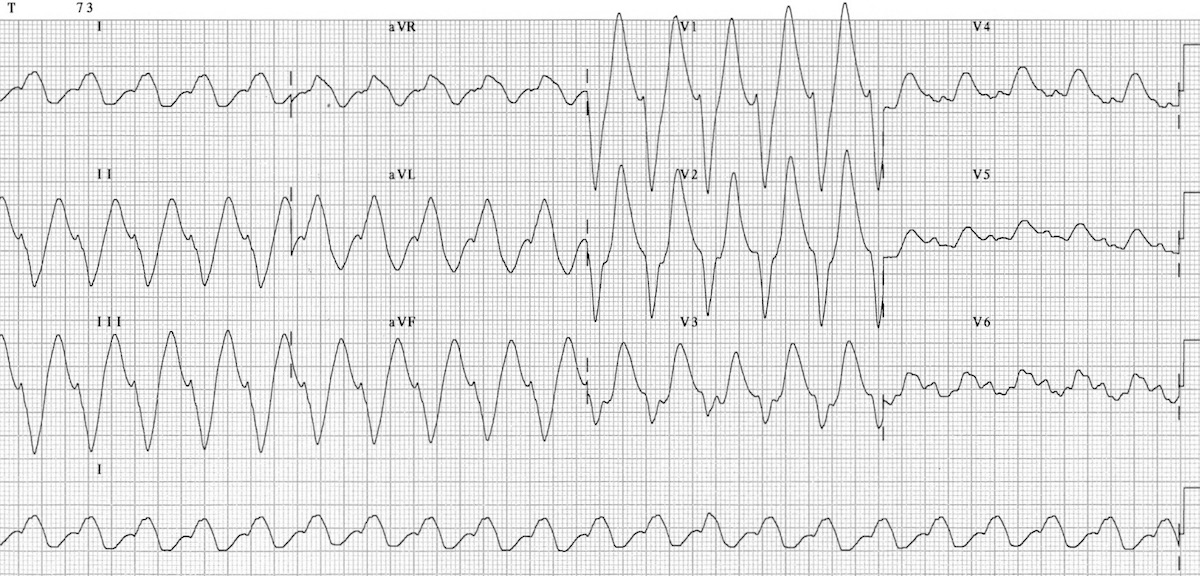 T 73
I aVR V1 V4
II aVL V2 V5
III aVF V3 V6
I